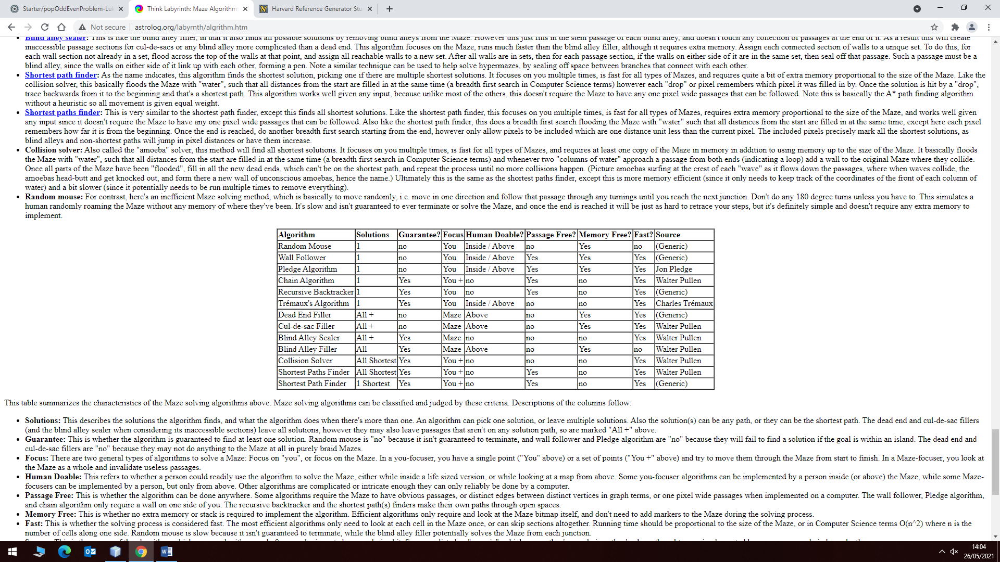 Starter/popOddEvenProblem-Lu
Think Labyrinth: Maze Algorithm
Harvard Reference Generator Stu
Not secure
astrolog.org/labyrnth/algrithm.htm
Blind alley sealer: This is like the blind alley filler, in that it also finds all possible solutions by removing blind alleys from the Maze. However this just fills in the stem passage of each blind alley, and doesn't touch any collection of passages at the end of it. As a result this will create
inaccessible passage sections for cul-de-sacs or any blind alley more complicated than a dead end. This algorithm focuses on the Maze, runs much faster than the blind alley filler, although it requires extra memory. Assign each connected section of walls to a unique set. To do this, for
each wall section not already in a set, flood across the top of the walls at that point, and assign all reachable walls to a new set. After all walls are in sets, then for each passage section, if the walls on either side of it are in the same set, then seal off that passage. Such a passage must be a
blind alley, since the walls on either side of it link up with each other, forming a pen. Note a similar technique can be used to help solve hypermazes, by sealing off space between branches that connect with each other.
Shortest path finder: As the name indicates, this algorithm finds the shortest solution, picking one if there are multiple shortest solutions. It focuses on you multiple times, is fast for all types of Mazes, and requires quite a bit of extra memory proportional to the size of the Maze. Like the
collision solver, this basically floods the Maze with "water", such that all distances from the start are filled in at the same time (a breadth first search in Computer Science terms) however each "drop" or pixel remembers which pixel it was filled in by. Once the solution is hit by a "drop",
trace backwards from it to the beginning and that's a shortest path. This algorithm works well given any input, because unlike most of the others, this doesn't require the Maze to have any one pixel wide passages that can be followed. Note this is basically the A* path finding algorithm
without a heuristic so all movement is given equal weight.
Shortest paths finder: This is very similar to the shortest path finder, except this finds all shortest solutions. Like the shortest path finder, this focuses on you multiple times, is fast for all types of Mazes, requires extra memory proportional to the size of the Maze, and works well given
any input since it doesn't require the Maze to have any one pixel wide passages that can be followed. Also like the shortest path finder, this does a breadth first search flooding the Maze with "water" such that all distances from the start are filled in at the same time, except here each pixel
remembers how far it is from the beginning. Once the end is reached, do another breadth first search starting from the end, however only allow pixels to be included which are one distance unit less than the current pixel. The included pixels precisely mark all the shortest solutions, as
blind alleys and non-shortest paths will jump in pixel distances or have them increase.
Collision solver: Also called the "amoeba" solver, this method will find all shortest solutions. It focuses on you multiple times, is fast for all types of Mazes, and requires at least one copy of the Maze in memory in addition to using memory up to the size of the Maze. It basically floods
the Maze with "water", such that all distances from the start are filled in at the same time (a breadth first search in Computer Science terms) and whenever two "columns of water" approach a passage from both ends (indicating a loop) add a wall to the original Maze where they collide.
Once all parts of the Maze have been "flooded", fill in all the new dead ends, which can't be on the shortest path, and repeat the process until no more collisions happen. (Picture amoebas surfing at the crest of each "wave" as it flows down the passages, where when waves collide, the
amoebas head-butt and get knocked out, and form there a new wall of unconscious amoebas, hence the name.) Ultimately this is the same as the shortest paths finder, except this is more memory efficient (since it only needs to keep track of the coordinates of the front of each column of
water) and a bit slower (since it potentially needs to be run multiple times to remove everything).
Random mouse: For contrast, here's an inefficient Maze solving method, which is basically to move randomly, i.e. move in one direction and follow that passage through any turnings until you reach the next junction. Don't do any 180 degree turns unless you have to. This simulates a
human randomly roaming the Maze without any memory of where they've been. It's slow and isn't guaranteed to ever terminate or solve the Maze, and once the end is reached it will be just as hard to retrace your steps, but it's definitely simple and doesn't require any extra memory to
implement.
Algorithm Solutions Guarantee? Focus Human Doable? Passage Free? Memory Free? Fast? Source
Random Mouse 1 no You Inside / Above no Yes no (Generic)
Wall Follower 1 no You Inside / Above Yes Yes Yes (Generic)
Pledge Algorithm 1 no You Inside / Above Yes Yes Yes Jon Pledge
Chain Algorithm 1 Yes You + no Yes no Yes Walter Pullen
Recursive Backtracker 1 Yes You no Yes no Yes (Generic)
Trémaux's Algorithm 1 Yes You Inside / Above no no Yes Charles Trémaux
Dead End Filler All + no Maze Above no Yes Yes (Generic)
Cul-de-sac Filler All + no Maze Above no Yes Yes Walter Pullen
Blind Alley Sealer All + Yes Maze no no no Yes Walter Pullen
Blind Alley Filler All Yes Maze Above no Yes no Walter Pullen
Collision Solver All Shortest Yes You + no no no Yes Walter Pullen
Shortest Paths Finder All Shortest Yes You + no Yes no Yes Walter Pullen
Shortest Path Finder 1 Shortest Yes You + no Yes no Yes (Generic)
This table summarizes the characteristics of the Maze solving algorithms above. Maze solving algorithms can be classified and judged by these criteria. Descriptions of the columns follow:
Solutions: This describes the solutions the algorithm finds, and what the algorithm does when there's more than one. An algorithm can pick one solution, or leave multiple solutions. Also the solution(s) can be any path, or they can be the shortest path. The dead end and cul-de-sac fillers
(and the blind alley sealer when considering its inaccessible sections) leave all solutions, however they may also leave passages that aren't on any solution path, so are marked "All +" above.
Guarantee: This is whether the algorithm is guaranteed to find at least one solution. Random mouse is "no" because it isn't guaranteed to terminate, and wall follower and Pledge algorithm are "no" because they will fail to find a solution if the goal is within an island. The dead end and
cul-de-sac fillers are "no" because they may not do anything to the Maze at all in purely braid Mazes.
Focus: There are two general types of algorithms to solve a Maze: Focus on "you", or focus on the Maze. In a you-focuser, you have a single point ("You" above) or a set of points ("You +" above) and try to move them through the Maze from start to finish. In a Maze-focuser, you look at
the Maze as a whole and invalidate useless passages.
Human Doable: This refers to whether a person could readily use the algorithm to solve the Maze, either while inside a life sized version, or while looking at a map from above. Some you-focuser algorithms can be implemented by a person inside (or above) the Maze, while some Maze-
focusers can be implemented by a person, but only from above. Other algorithms are complicated or intricate enough they can only reliably be done by a computer.
Passage Free: This is whether the algorithm can be done anywhere. Some algorithms require the Maze to have obvious passages, or distinct edges between distinct vertices in graph terms, or one pixel wide passages when implemented on a computer. The wall follower, Pledge algorithm,
and chain algorithm only require a wall on one side of you. The recursive backtracker and the shortest path(s) finders make their own paths through open spaces.
Memory Free: This is whether no extra memory or stack is required to implement the algorithm. Efficient algorithms only require and look at the Maze bitmap itself, and don't need to add markers to the Maze during the solving process.
Fast: This is whether the solving process is considered fast. The most efficient algorithms only need to look at each cell in the Maze once, or can skip sections altogether. Running time should be proportional to the size of the Maze, or in Computer Science terms O(n^2) where n is the
number of cells along one side. Random mouse is slow because it isn't guaranteed to terminate, while the blind alley filler potentially solves the Maze from each junction.
14:04
26/05/2021